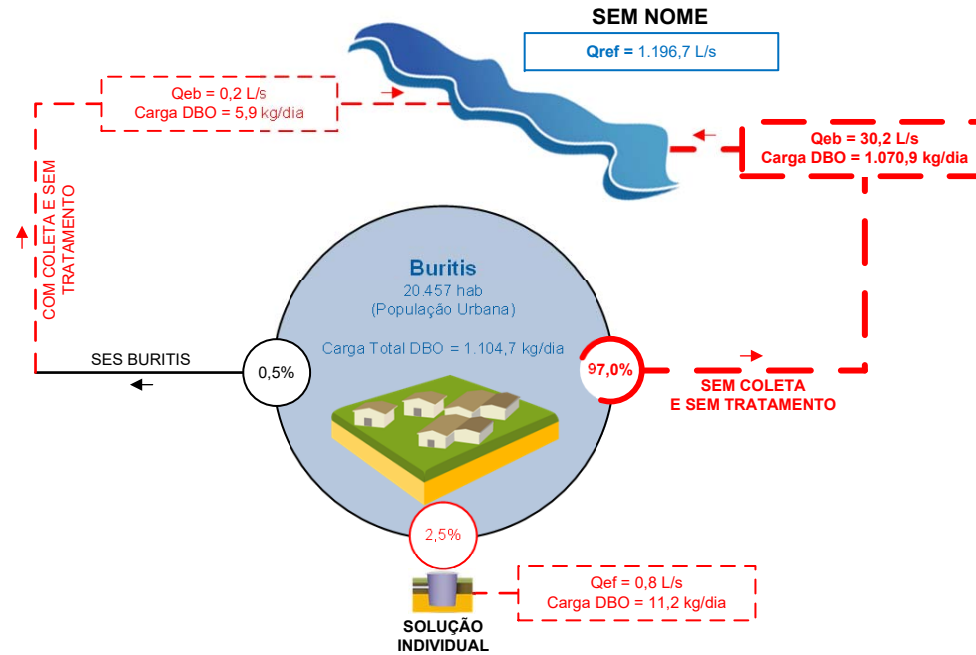 SEM NOME
Qref = 1.196,7 L/s
Qeb = 0,2 L/s
Carga DBO = 5,9 kg/dia
Qeb = 30,2 L/s
Carga DBO = 1.070,9 kg/dia
COM COLETA E SEM
TRATAMENTO
Buritis
20.457 hab
(População Urbana)
Carga Total DBO = 1.104,7 kg/dia
SES BURITIS
0,5%
97,0%
SEM COLETA
E SEM TRATAMENTO
2,5%
Qef = 0,8 L/s
Carga DBO = 11,2 kg/dia
SOLUÇÃO
INDIVIDUAL